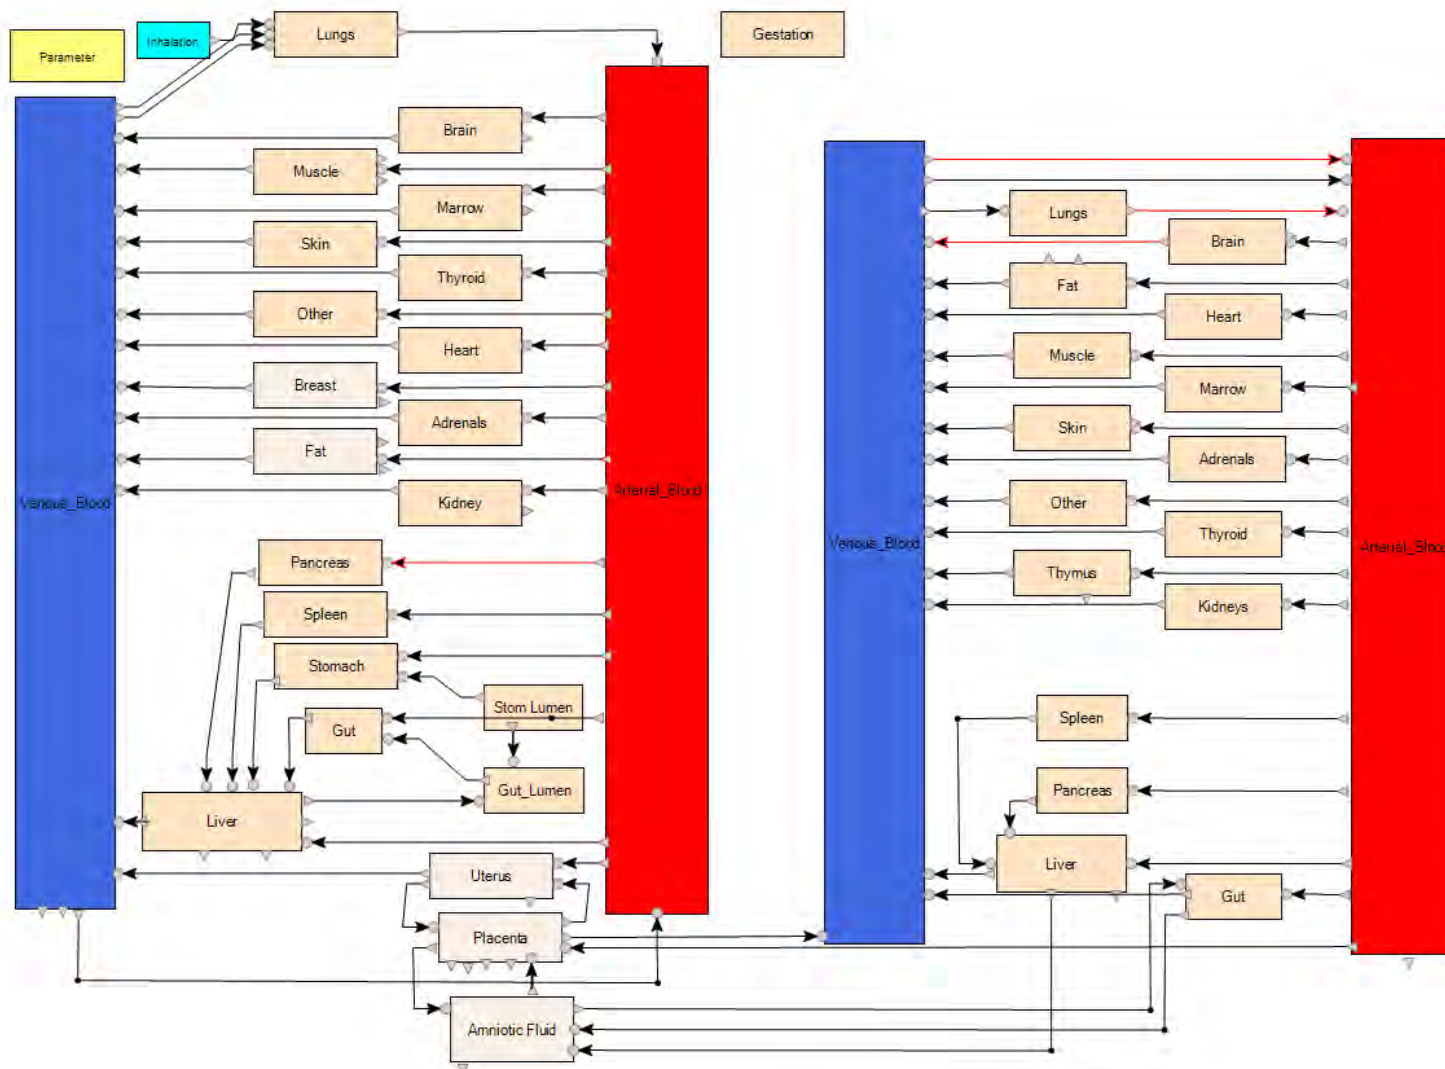 Parameter
Inhalation
Lungs
Gestation
Brain
Muscle
Marrow
Skin
Thyroid
Other
Heart
Breast
Adrenals
Fat
Kidney
Venous_Blood
Arterial_Blood
Pancreas
Spleen
Stomach
Stom Lumen
Gut
Gut_Lumen
Liver
Uterus
Placenta
Amniotic Fluid
Lungs
Brain
Fat
Heart
Muscle
Marrow
Skin
Adrenals
Other
Thyroid
Venous_Blood
Arterial_Blood
Thymus
Kidneys
Spleen
Pancreas
Liver
Gut